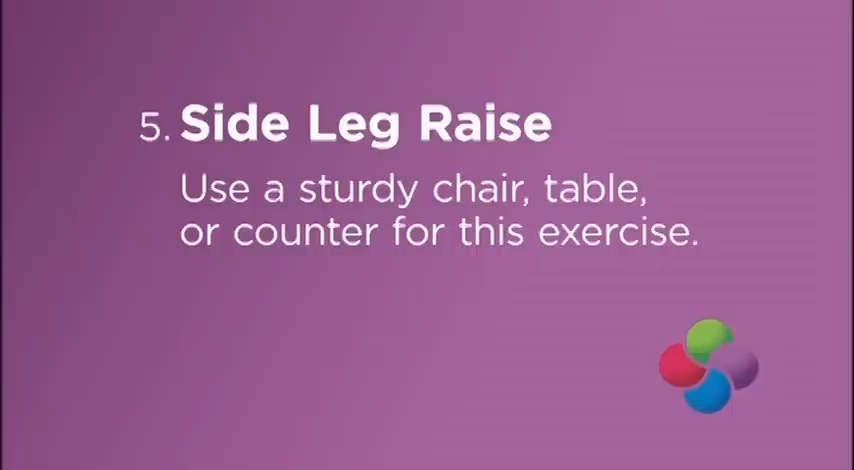 5. Side Leg Raise
Use a sturdy chair, table,
or counter for this exercise.